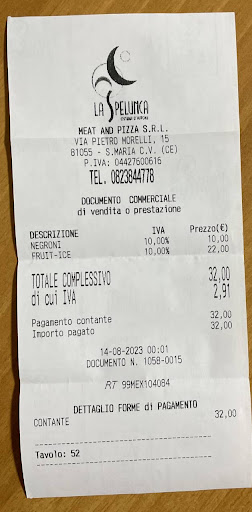 LA SPELUNCA
MEAT AND PIZZA S.R.L.
VIA PIETRO MORELLI, 15
81055 - S.MARIA C.V. (CE)
P.IVA: 04427600616
TEL. 0823844778
DOCUMENTO COMMERCIALE
di vendita o prestazione
DESCRIZIONE IVA Prezzo(€)
NEGRONI 10,00% 10,00
FRUIT-ICE 10,00% 22,00
TOTALE COMPLESSIVO 32,00
di cui IVA 2,91
Pagamento contante 32,00
Importo pagato 32,00
14-08-2023 00:01
DOCUMENTO N. 1058-0015
RT 99MEX104084
DETTAGLIO FORME di PAGAMENTO
CONTANTE 32,00
Tavolo: 52